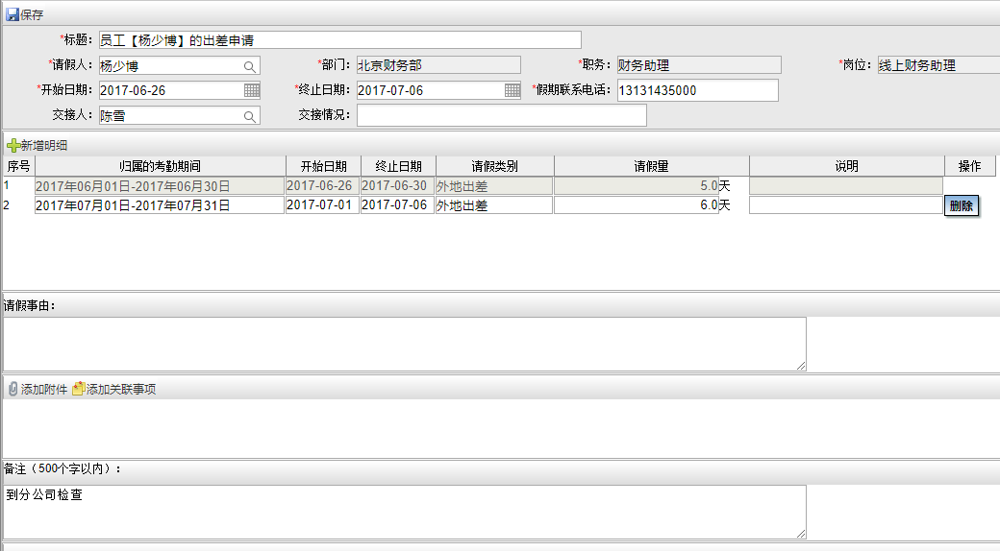 保存
*标题： 员工【杨少博】的出差申请
*请假人： 杨少博 *部门： 北京财务部 *职务： 财务助理 *岗位： 线上财务助理
*开始日期： 2017-06-26 *终止日期： 2017-07-06 *假期联系电话： 13131435000
交接人： 陈雪 交接情况：
新增明细
序号 归属的考勤期间 开始日期 终止日期 请假类别 请假量 说明 操作
1 2017年06月01日-2017年06月30日 2017-06-26 2017-06-30 外地出差 5.0天
2 2017年07月01日-2017年07月31日 2017-07-01 2017-07-06 外地出差 6.0天 删除
请假事由：
添加附件 添加关联事项
备注（500个字以内）：
到分公司检查